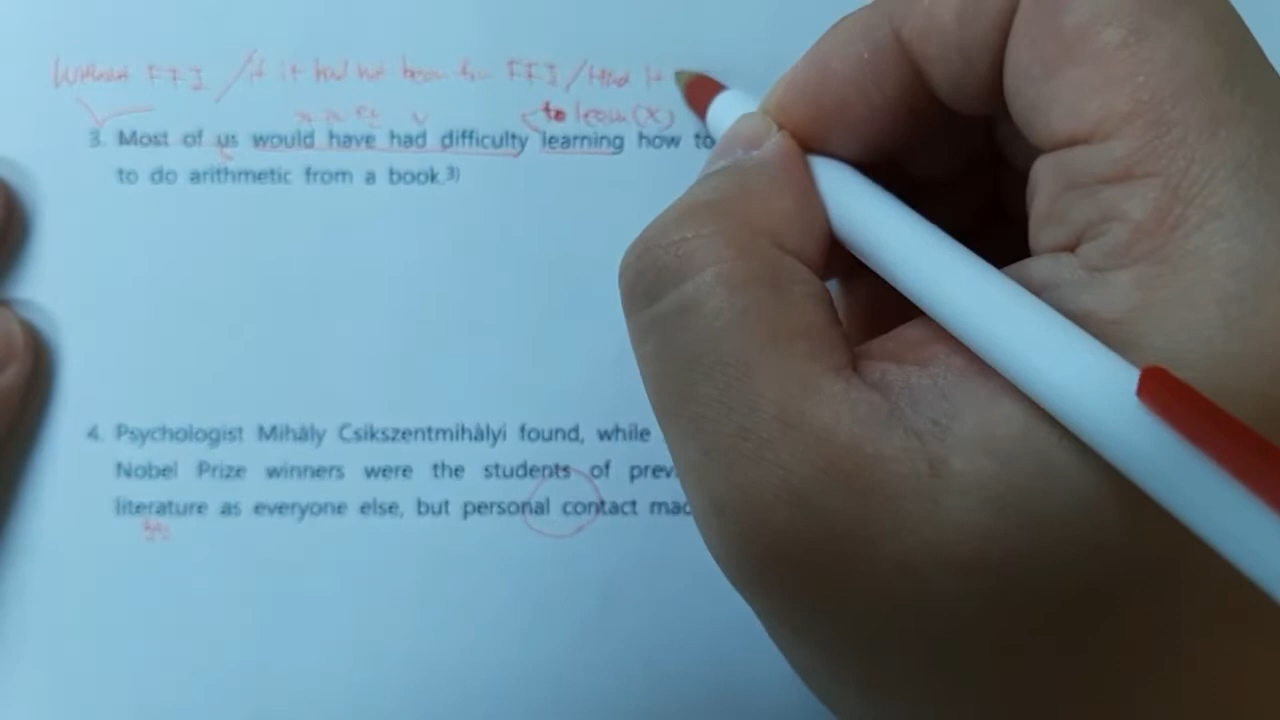 Without FFI / if it had not been for FFI / Had it
to learn (X)
3. Most of us would have had difficulty learning how to
to do arithmetic from a book.3)
4. Psychologist Mihàly Csikszentmihàlyi found, while
Nobel Prize winners were the students of prev
literature as everyone else, but personal contact mad